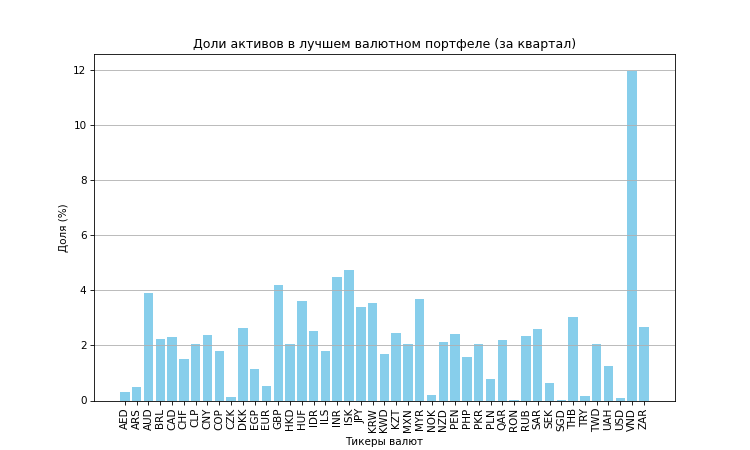 Доли активов в лучшем валютном портфеле (за квартал)
Доля (%)
12
10
8
6
4
2
0
AED ARS AUD BRL CAD CHF CLP CNY COP CZK DKK EGP EUR GBP HKD HUF IDR ILS INR ISK JPY KRW KWD KZT MXN MYR NOK NZD PEN PHP PKR PLN QAR RON RUB SAR SEK SGD THB TRY TWD UAH USD VND ZAR
Тикеры валют